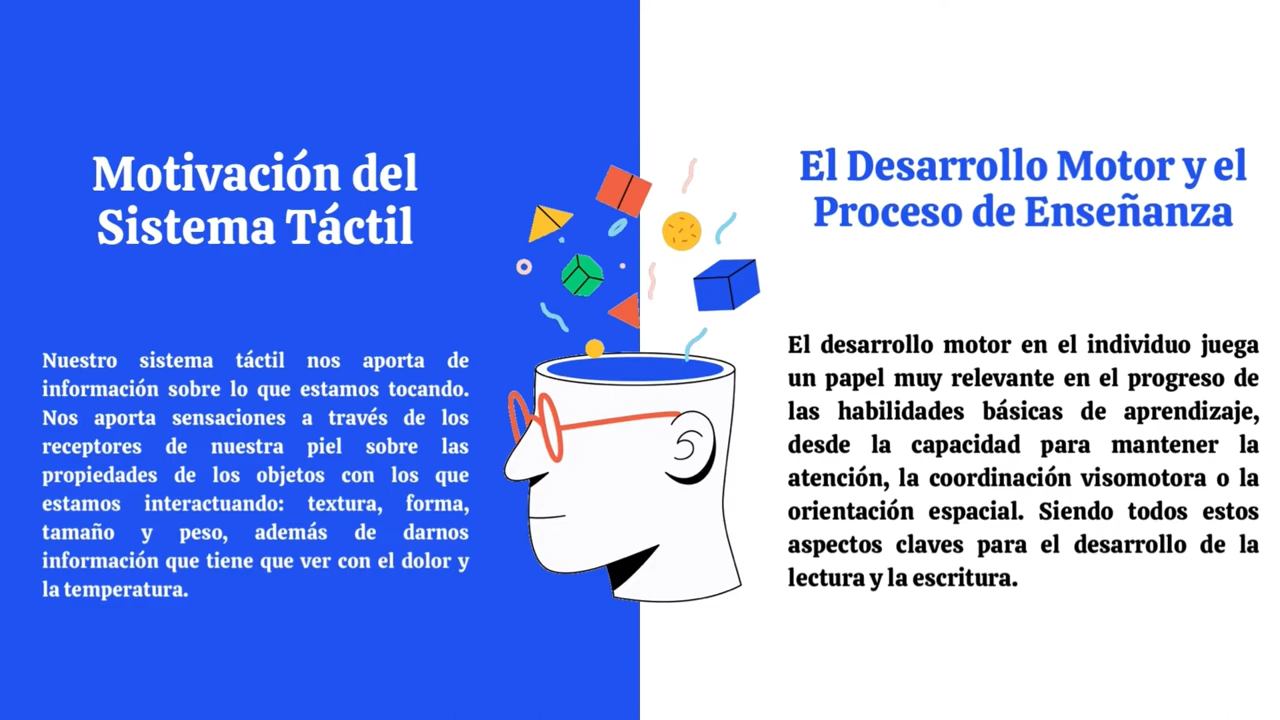 Motivación del
Sistema Táctil
Nuestro sistema táctil nos aporta de
información sobre lo que estamos tocando.
Nos aporta sensaciones a través de los
receptores de nuestra piel sobre las
propiedades de los objetos con los que
estamos interactuando: textura, forma,
tamaño y peso, además de darnos
información que tiene que ver con el dolor y
la temperatura.
El Desarrollo Motor y el
Proceso de Enseñanza
El desarrollo motor en el individuo juega
un papel muy relevante en el progreso de
las habilidades básicas de aprendizaje,
desde la capacidad para mantener la
atención, la coordinación visomotora o la
orientación espacial. Siendo todos estos
aspectos claves para el desarrollo de la
lectura y la escritura.